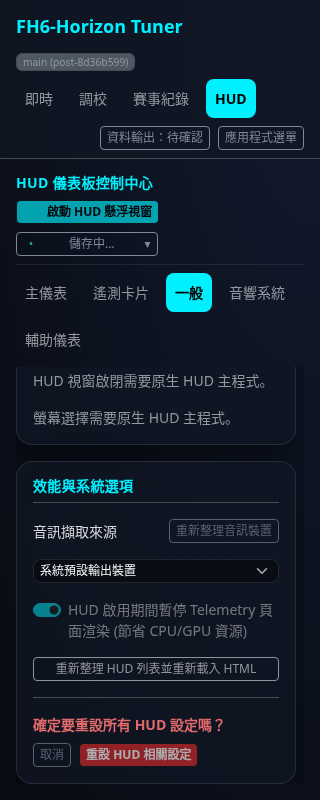 FH6-Horizon Tuner
main (post-8d36b599)
即時 調校 賽事紀錄 HUD
資料輸出：待確認 應用程式選單
HUD 儀表板控制中心
啟動 HUD 懸浮視窗
儲存中...
主儀表 遙測卡片 一般 音響系統
輔助儀表
HUD 視窗啟閉需要原生 HUD 主程式。
螢幕選擇需要原生 HUD 主程式。
效能與系統選項
音訊擷取來源 重新整理音訊裝置
系統預設輸出裝置
HUD 啟用期間暫停 Telemetry 頁
面渲染 (節省 CPU/GPU 資源)
重新整理 HUD 列表並重新載入 HTML
確定要重設所有 HUD 設定嗎？
取消 重設 HUD 相關設定